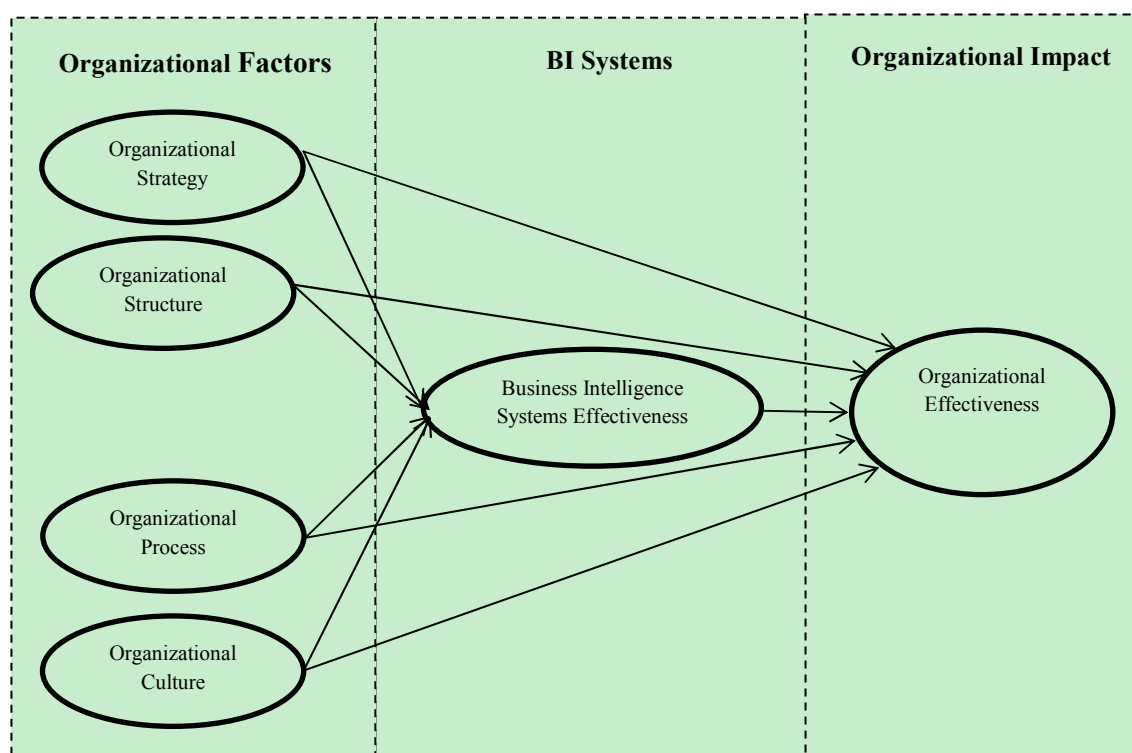 Organizational Factors
BI Systems
Organizational Impact
Organizational
Strategy
Organizational
Structure
Business Intelligence
Systems Effectiveness
Organizational
Effectiveness
Organizational
Process
Organizational
Culture